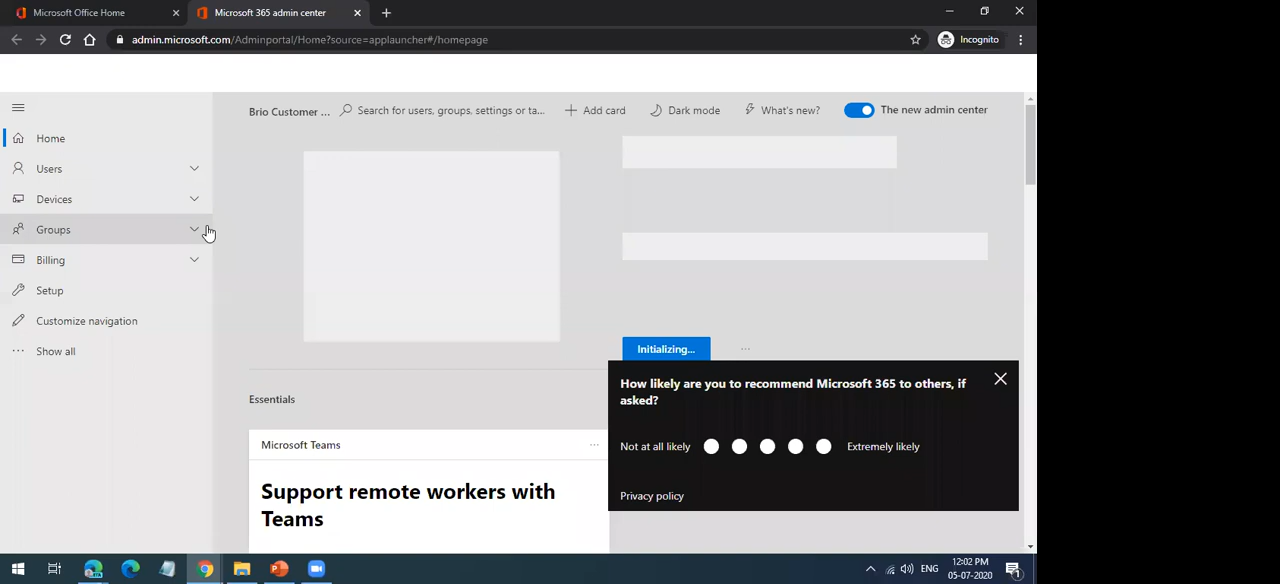 Microsoft Office Home
Microsoft 365 admin center
admin.microsoft.com/Adminportal/Home?source=applauncher#/homepage
Incognito
Brio Customer ...
Search for users, groups, settings or ta...
Add card
Dark mode
What's new?
The new admin center
Home
Users
Devices
Groups
Billing
Setup
Customize navigation
Show all
Initializing...
How likely are you to recommend Microsoft 365 to others, if
asked?
Not at all likely
Extremely likely
Privacy policy
Essentials
Microsoft Teams
Support remote workers with
Teams
ENG
12:02 PM
05-07-2020
1